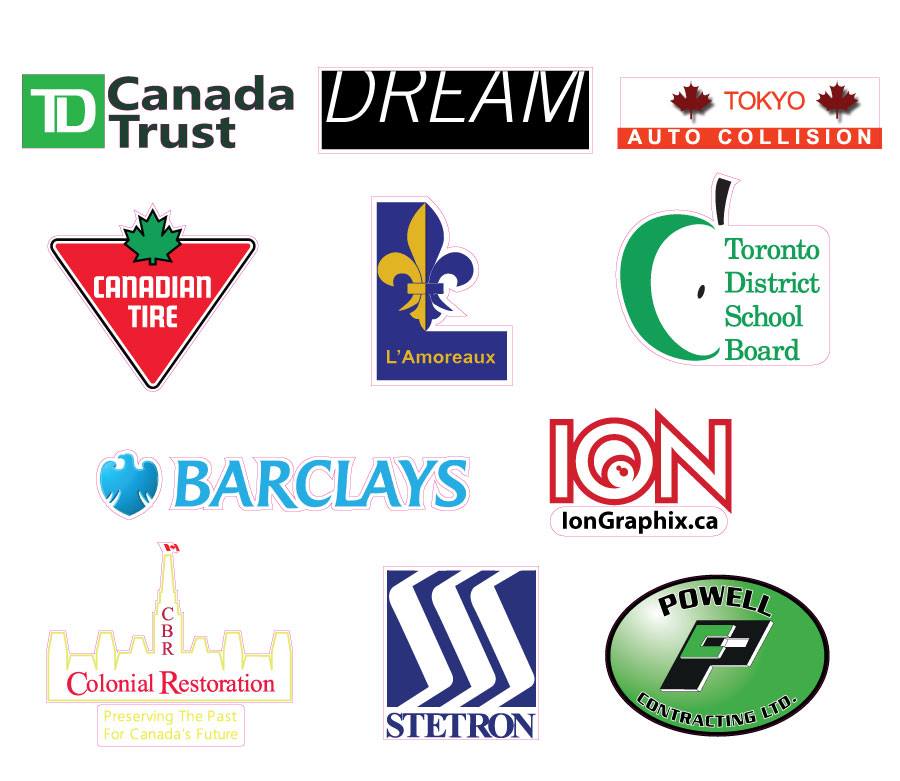 TD Canada
Trust
DREAM
TOKYO
AUTO COLLISION
CANADIAN
TIRE
L'Amoreaux
Toronto
District
School
Board
BARCLAYS
ION
IonGraphix.ca
C
B
R
Colonial Restoration
Preserving The Past
For Canada's Future
STETRON
POWELL
CP
CONTRACTING LTD.